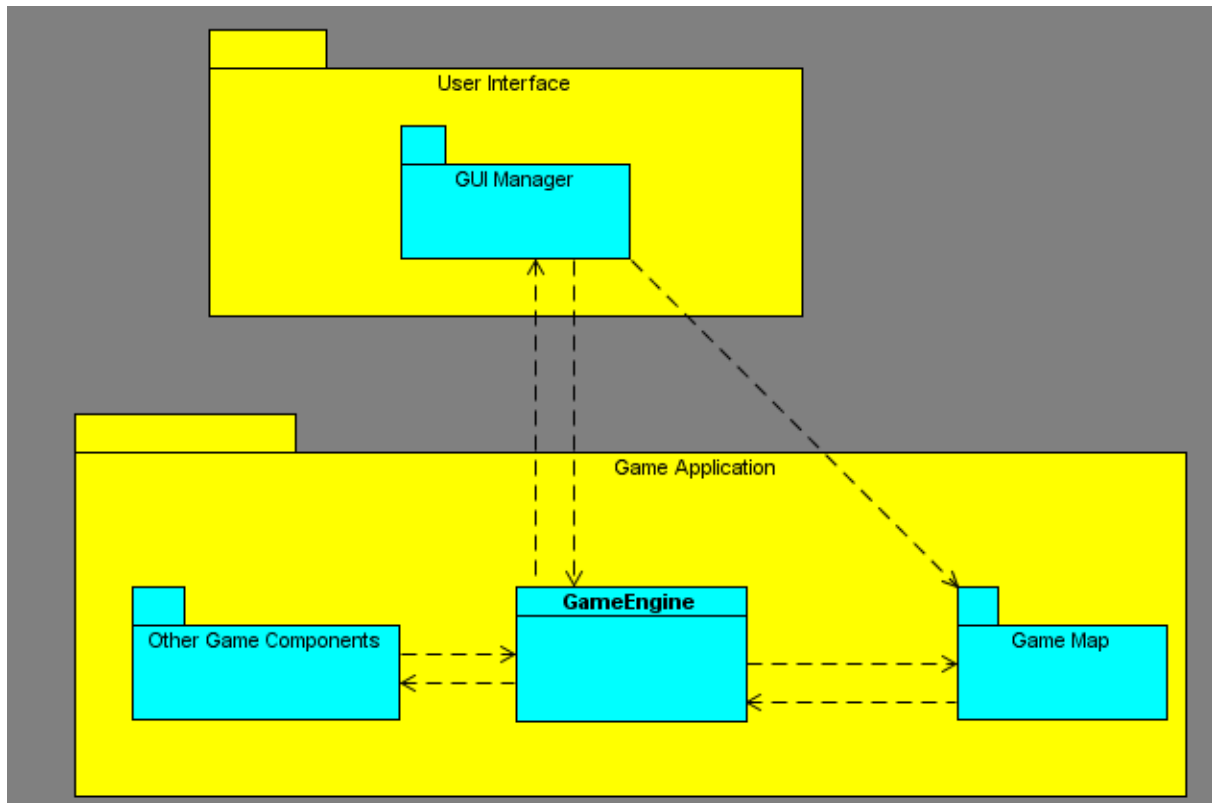 User Interface
GUI Manager
Game Application
GameEngine
Other Game Components
Game Map